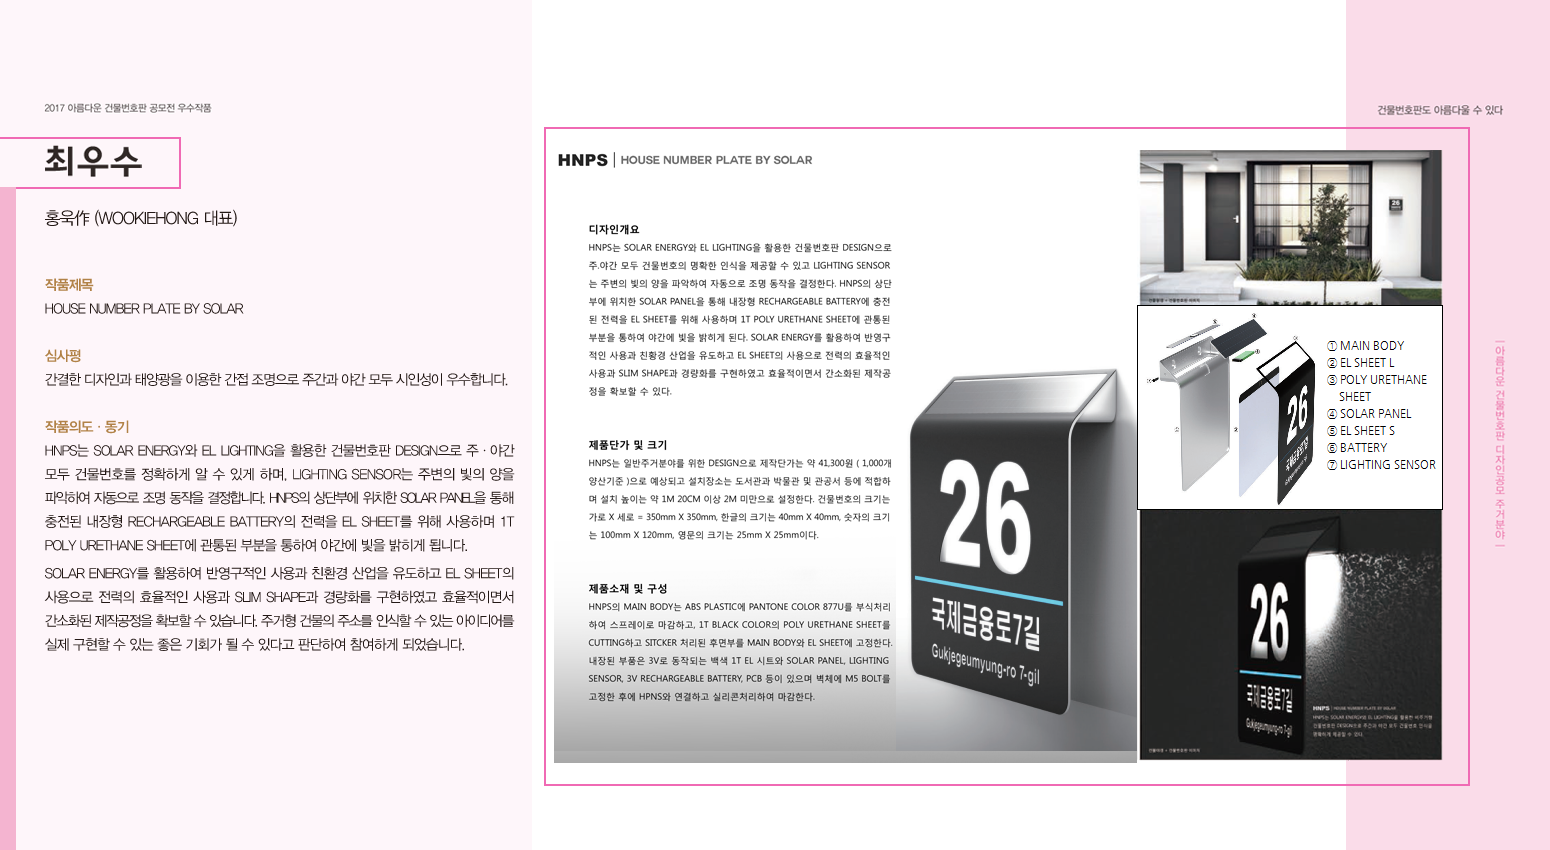 2017 아름다운 건물번호판 공모전 우수작품
최우수
홍욱作 (WOOKIEHONG 대표)
작품제목
HOUSE NUMBER PLATE BY SOLAR
심사평
간결한 디자인과 태양광을 이용한 간접 조명으로 주간과 야간 모두 시인성이 우수합니다.
작품의도 · 동기
HNPS는 SOLAR ENERGY와 EL LIGHTING을 활용한 건물번호판 DESIGN으로 주 · 야간
모두 건물번호를 정확하게 알 수 있게 하며, LIGHTING SENSOR는 주변의 빛의 양을
파악하여 자동으로 조명 동작을 결정합니다. HNPS의 상단부에 위치한 SOLAR PANEL을 통해
충전된 내장형 RECHARGEABLE BATTERY의 전력을 EL SHEET를 위해 사용하며 1T
POLY URETHANE SHEET에 관통된 부분을 통하여 야간에 빛을 밝히게 됩니다.
SOLAR ENERGY를 활용하여 반영구적인 사용과 친환경 산업을 유도하고 EL SHEET의
사용으로 전력의 효율적인 사용과 SLIM SHAPE과 경량화를 구현하였고 효율적이면서
간소화된 제작공정을 확보할 수 있습니다. 주거형 건물의 주소를 인식할 수 있는 아이디어를
실제 구현할 수 있는 좋은 기회가 될 수 있다고 판단하여 참여하게 되었습니다.
건물번호판도 아름다울 수 있다
HNPS | HOUSE NUMBER PLATE BY SOLAR
디자인개요
HNPS는 SOLAR ENERGY와 EL LIGHTING을 활용한 건물번호판 DESIGN으로
주.야간 모두 건물번호의 명확한 인식을 제공할 수 있고 LIGHTING SENSOR
는 주변의 빛의 양을 파악하여 자동으로 조명 동작을 결정한다. HNPS의 상단
부에 위치한 SOLAR PANEL을 통해 내장형 RECHARGEABLE BATTERY에 충전
된 전력을 EL SHEET를 위해 사용하며 1T POLY URETHANE SHEET에 관통된
부분을 통하여 야간에 빛을 밝히게 된다. SOLAR ENERGY를 활용하여 반영구
적인 사용과 친환경 산업을 유도하고 EL SHEET의 사용으로 전력의 효율적인
사용과 SLIM SHAPE과 경량화를 구현하였고 효율적이면서 간소화된 제작공
정을 확보할 수 있다.
제품단가 및 크기
HNPS는 일반주거분야를 위한 DESIGN으로 제작단가는 약 41,300원 ( 1,000개
양산기준 )으로 예상되고 설치장소는 도서관과 박물관 및 관공서 등에 적합하
며 설치 높이는 약 1M 20CM 이상 2M 미만으로 설정한다. 건물번호의 크기는
가로 X 세로 = 350mm X 350mm, 한글의 크기는 40mm X 40mm, 숫자의 크기
는 100mm X 120mm, 영문의 크기는 25mm X 25mm이다.
제품소재 및 구성
HNPS의 MAIN BODY는 ABS PLASTIC에 PANTONE COLOR 877U를 부식처리
하여 스프레이로 마감하고, 1T BLACK COLOR의 POLY URETHANE SHEET를
CUTTING하고 SITCKER 처리된 후면부를 MAIN BODY와 EL SHEET에 고정한다.
내장된 부품은 3V로 동작되는 백색 1T EL 시트와 SOLAR PANEL, LIGHTING
SENSOR, 3V RECHARGEABLE BATTERY, PCB 등이 있으며 벽체에 M5 BOLT를
고정한 후에 HPNS와 연결하고 실리콘처리하여 마감한다.
26
국제금융로7길
Gukjegeumyung-ro 7-gil
26
① MAIN BODY
② EL SHEET L
③ POLY URETHANE
SHEET
④ SOLAR PANEL
⑤ EL SHEET S
⑥ BATTERY
⑦ LIGHTING SENSOR
26
국제금융로7길
26
국제금융로7길
Gukjegeumyung-ro 7-gil
HNPS | HOUSE NUMBER PLATE BY SOLAR
HNPS는 SOLAR ENERGY와 EL LIGHTING을 활용한
| 아름다운 건물번호판 디자인공모 주거분야 |